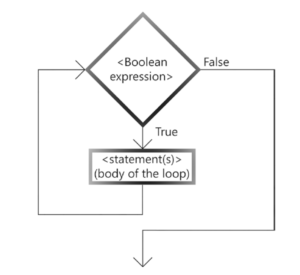 <Boolean
expression>
False
True
<statement(s)>
(body of the loop)